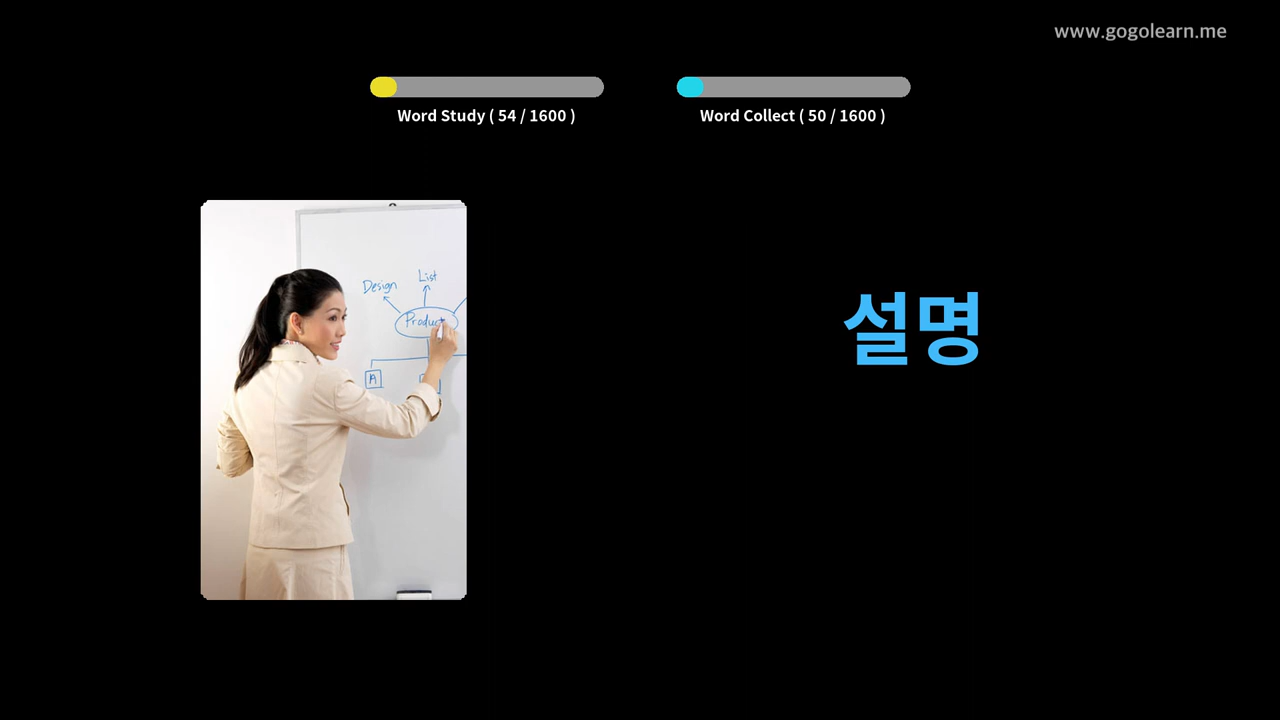 www.gogolearn.me
Word Study ( 54 / 1600 )
Word Collect ( 50 / 1600 )
설명
List
Design
Product
A